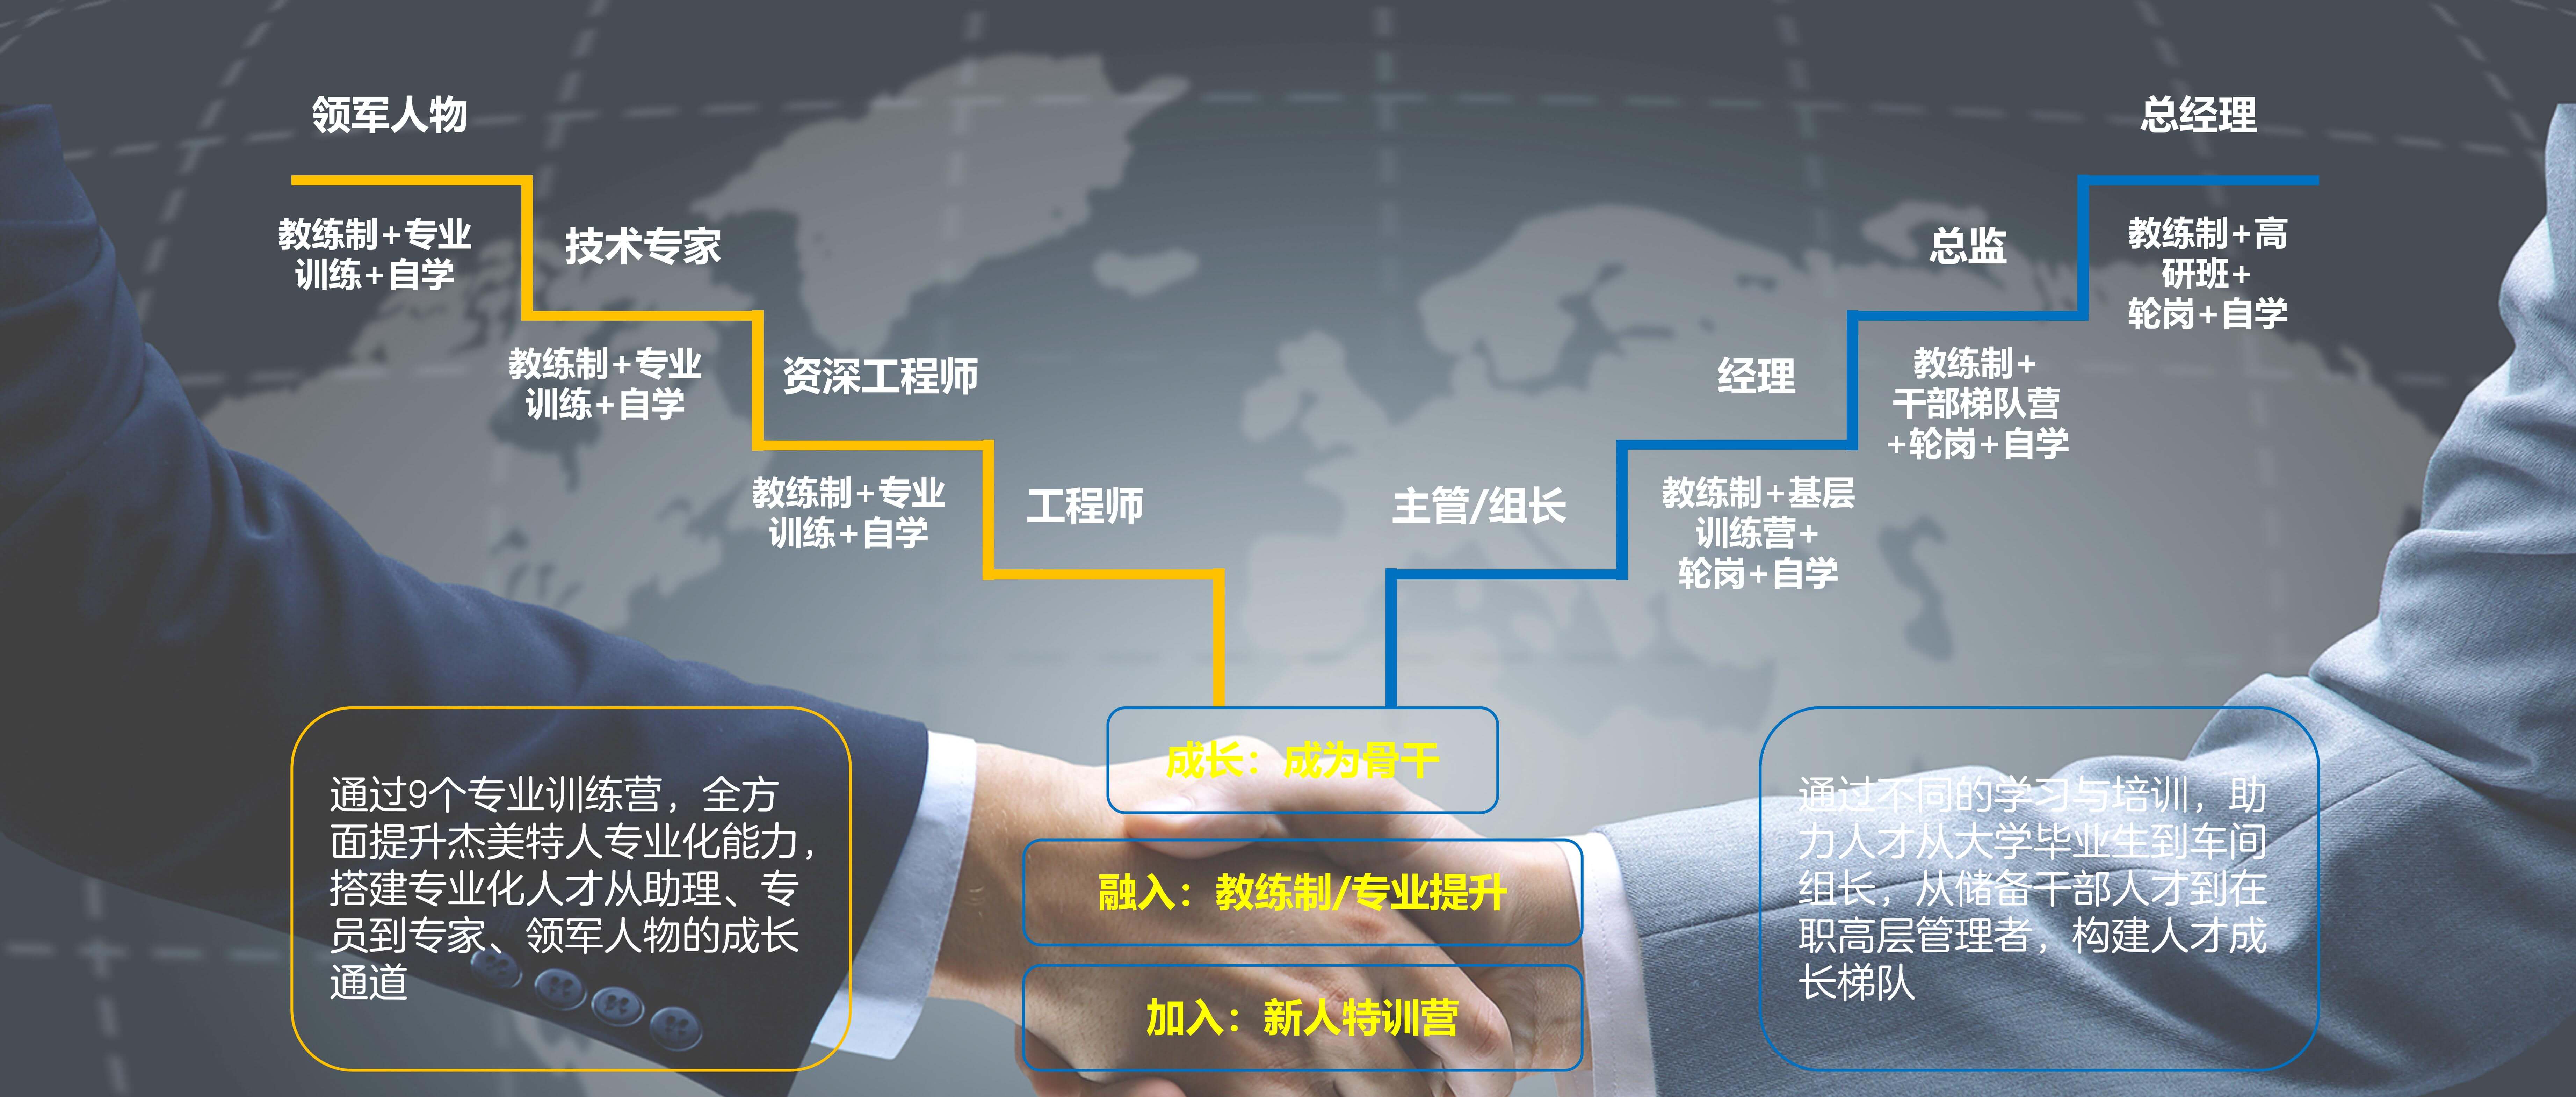 领军人物
教练制+专业
训练+自学
技术专家
教练制+专业
训练+自学
资深工程师
教练制+专业
训练+自学
工程师
总经理
教练制+高
研班+
轮岗+自学
总监
教练制+
干部梯队营
+轮岗+自学
经理
教练制+基层
训练营+
轮岗+自学
主管/组长
成长：成为骨干
融入：教练制/专业提升
加入：新人特训营
通过9个专业训练营，全方
面提升杰美特人专业化能力，
搭建专业化人才从助理、专
员到专家、领军人物的成长
通道
通过不同的学习与培训，助
力人才从大学毕业生到车间
组长，从储备干部人才到在
职高层管理者，构建人才成
长梯队